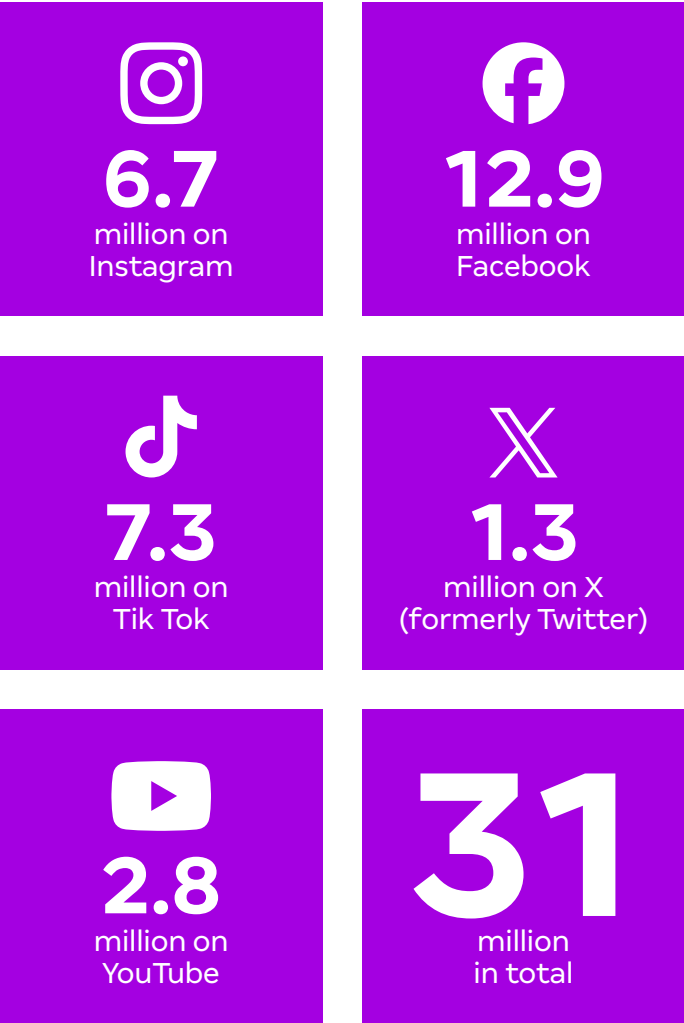 6.7
million on
Instagram
12.9
million on
Facebook
7.3
million on
Tik Tok
1.3
million on X
(formerly Twitter)
2.8
million on
YouTube
31
million
in total